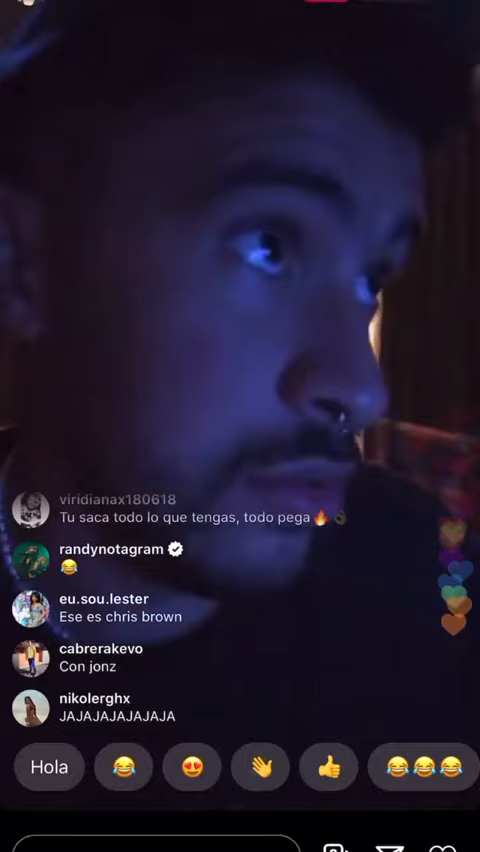 viridianax180618
Tu saca todo lo que tengas, todo pega🔥👌🏿
randynotagram
😂
eu.sou.lester
Ese es chris brown
cabrerakevo
Con jonz
nikolerghx
JAJAJAJAJAJAJA
Hola 😂 😍 👋 👍 😂😂😂